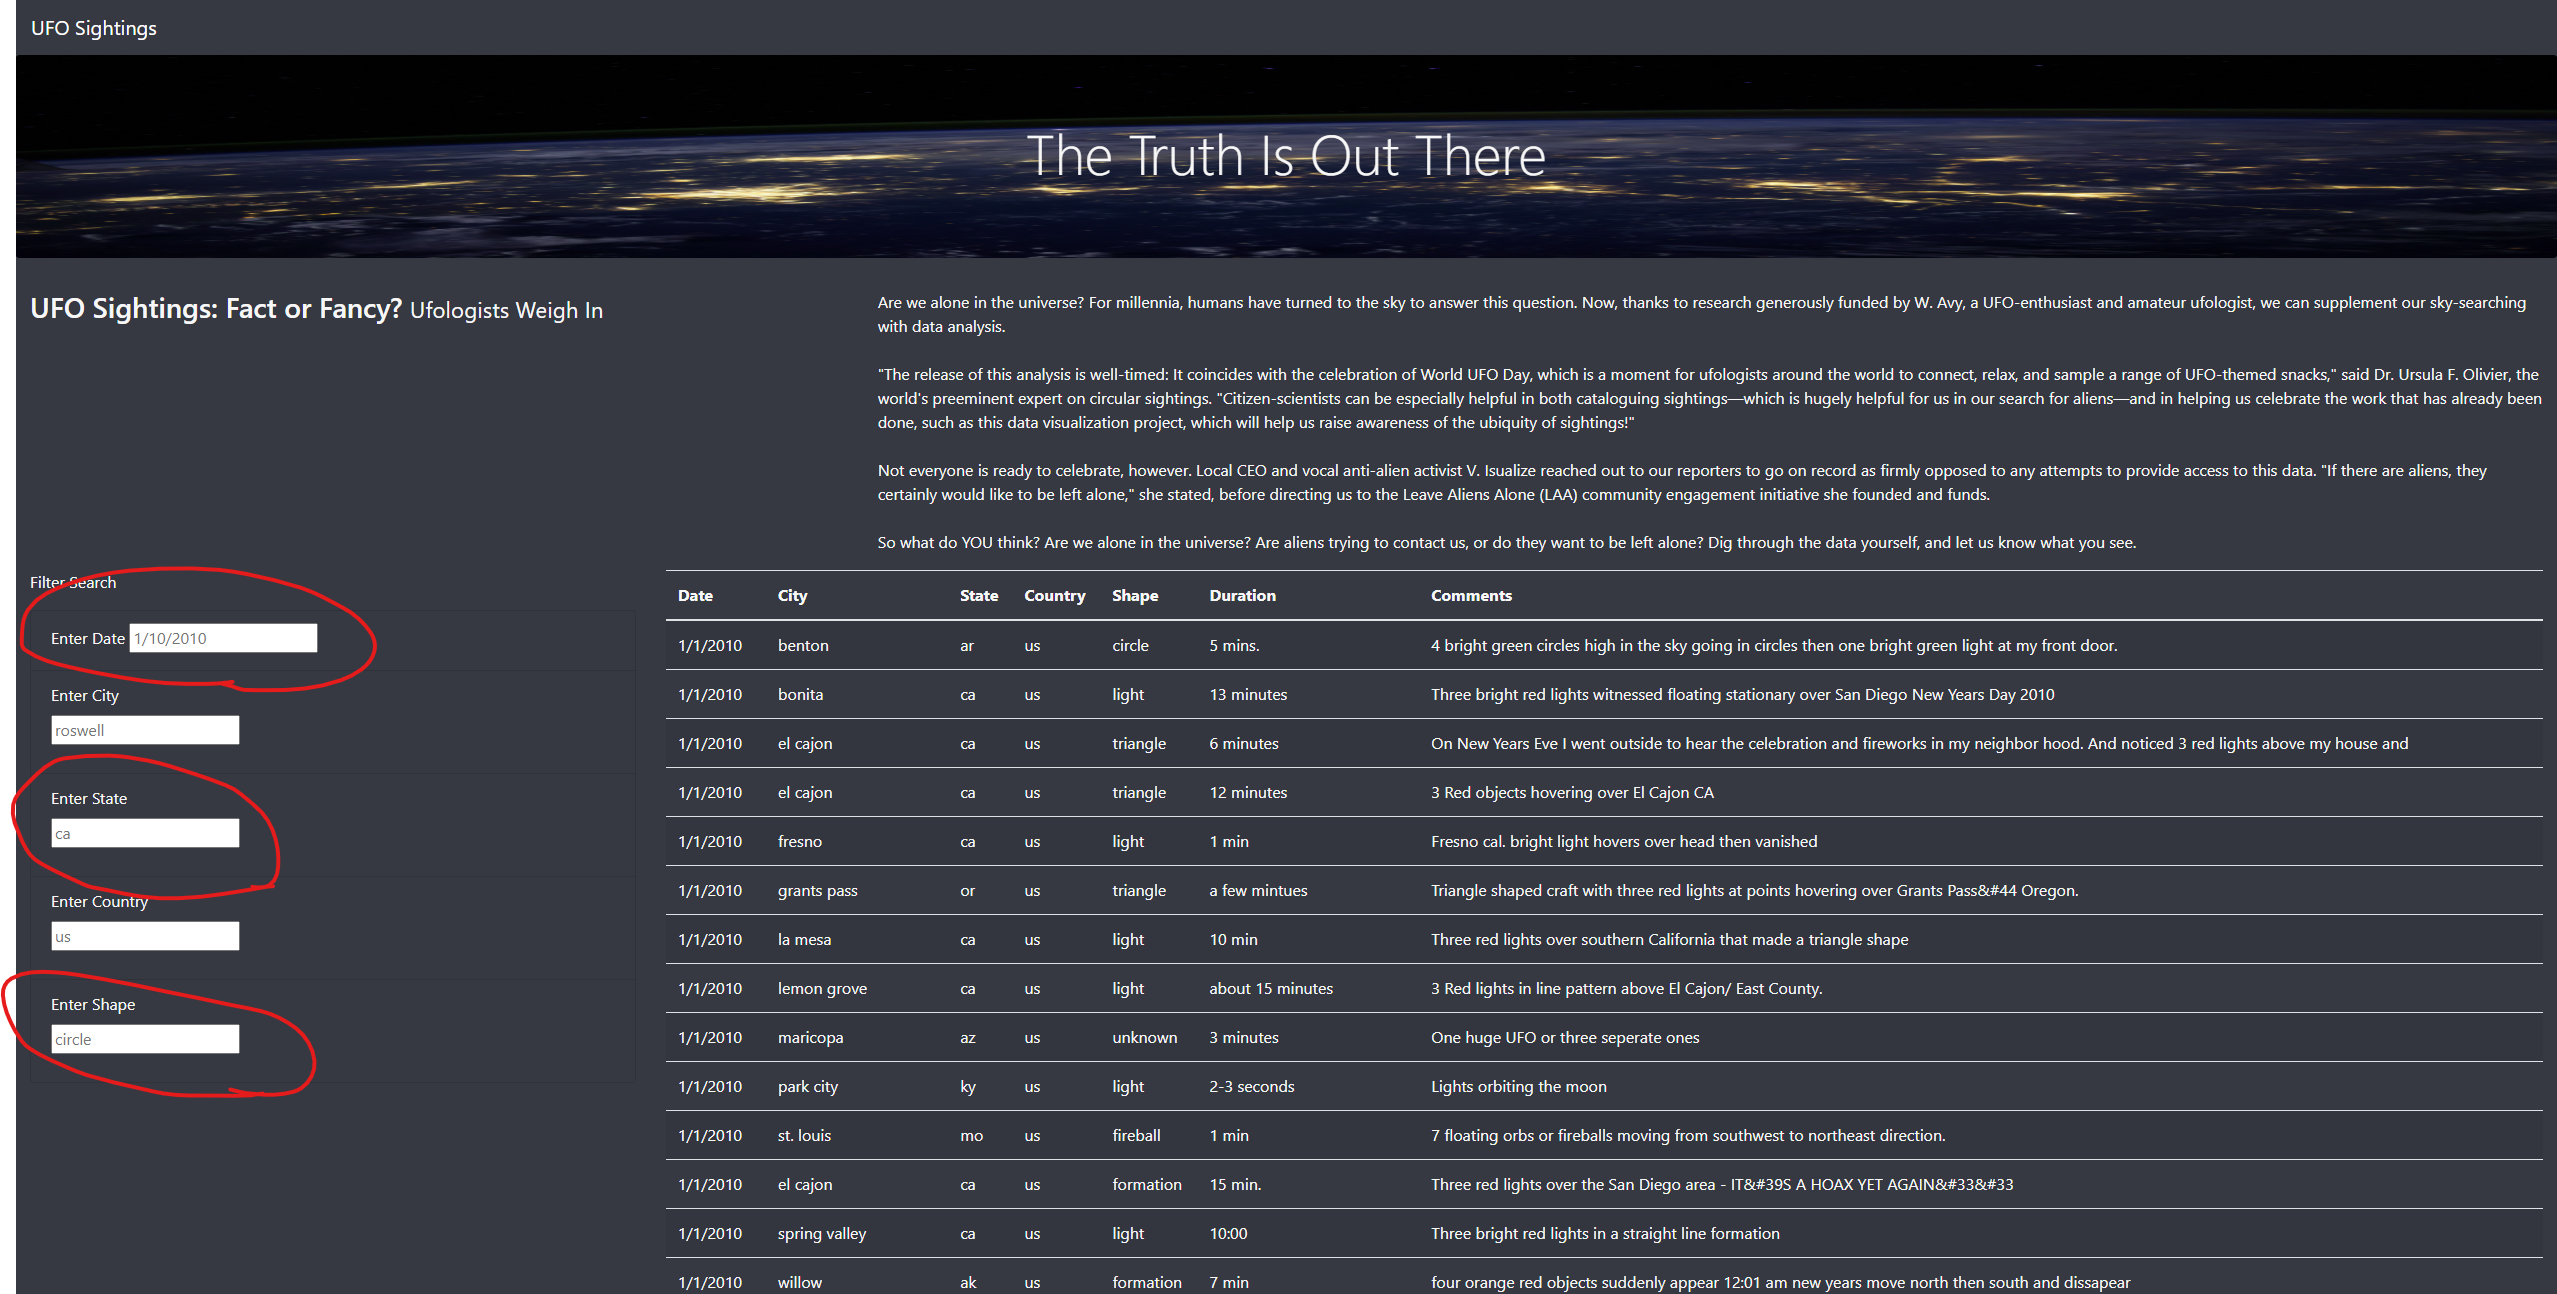 UFO Sightings
The Truth Is Out There
UFO Sightings: Fact or Fancy? Ufologists Weigh In
Are we alone in the universe? For millennia, humans have turned to the sky to answer this question. Now, thanks to research generously funded by W. Avy, a UFO-enthusiast and amateur ufologist, we can supplement our sky-searching
with data analysis.
"The release of this analysis is well-timed: It coincides with the celebration of World UFO Day, which is a moment for ufologists around the world to connect, relax, and sample a range of UFO-themed snacks," said Dr. Ursula F. Olivier, the
world's preeminent expert on circular sightings. "Citizen-scientists can be especially helpful in both cataloguing sightings—which is hugely helpful for us in our search for aliens—and in helping us celebrate the work that has already been
done, such as this data visualization project, which will help us raise awareness of the ubiquity of sightings!"
Not everyone is ready to celebrate, however. Local CEO and vocal anti-alien activist V. Isualize reached out to our reporters to go on record as firmly opposed to any attempts to provide access to this data. "If there are aliens, they
certainly would like to be left alone," she stated, before directing us to the Leave Aliens Alone (LAA) community engagement initiative she founded and funds.
So what do YOU think? Are we alone in the universe? Are aliens trying to contact us, or do they want to be left alone? Dig through the data yourself, and let us know what you see.
Filter Search
Enter Date 1/10/2010
Enter City
roswell
Enter State
ca
Enter Country
us
Enter Shape
circle
Date City State Country Shape Duration Comments
1/1/2010 benton ar us circle 5 mins. 4 bright green circles high in the sky going in circles then one bright green light at my front door.
1/1/2010 bonita ca us light 13 minutes Three bright red lights witnessed floating stationary over San Diego New Years Day 2010
1/1/2010 el cajon ca us triangle 6 minutes On New Years Eve I went outside to hear the celebration and fireworks in my neighbor hood. And noticed 3 red lights above my house and
1/1/2010 el cajon ca us triangle 12 minutes 3 Red objects hovering over El Cajon CA
1/1/2010 fresno ca us light 1 min Fresno cal. bright light hovers over head then vanished
1/1/2010 grants pass or us triangle a few mintues Triangle shaped craft with three red lights at points hovering over Grants Pass&#44 Oregon.
1/1/2010 la mesa ca us light 10 min Three red lights over southern California that made a triangle shape
1/1/2010 lemon grove ca us light about 15 minutes 3 Red lights in line pattern above El Cajon/ East County.
1/1/2010 maricopa az us unknown 3 minutes One huge UFO or three seperate ones
1/1/2010 park city ky us light 2-3 seconds Lights orbiting the moon
1/1/2010 st. louis mo us fireball 1 min 7 floating orbs or fireballs moving from southwest to northeast direction.
1/1/2010 el cajon ca us formation 15 min. Three red lights over the San Diego area - IT&#39S A HOAX YET AGAIN&#33&#33
1/1/2010 spring valley ca us light 10:00 Three bright red lights in a straight line formation
1/1/2010 willow ak us formation 7 min four orange red objects suddenly appear 12:01 am new years move north then south and dissapear